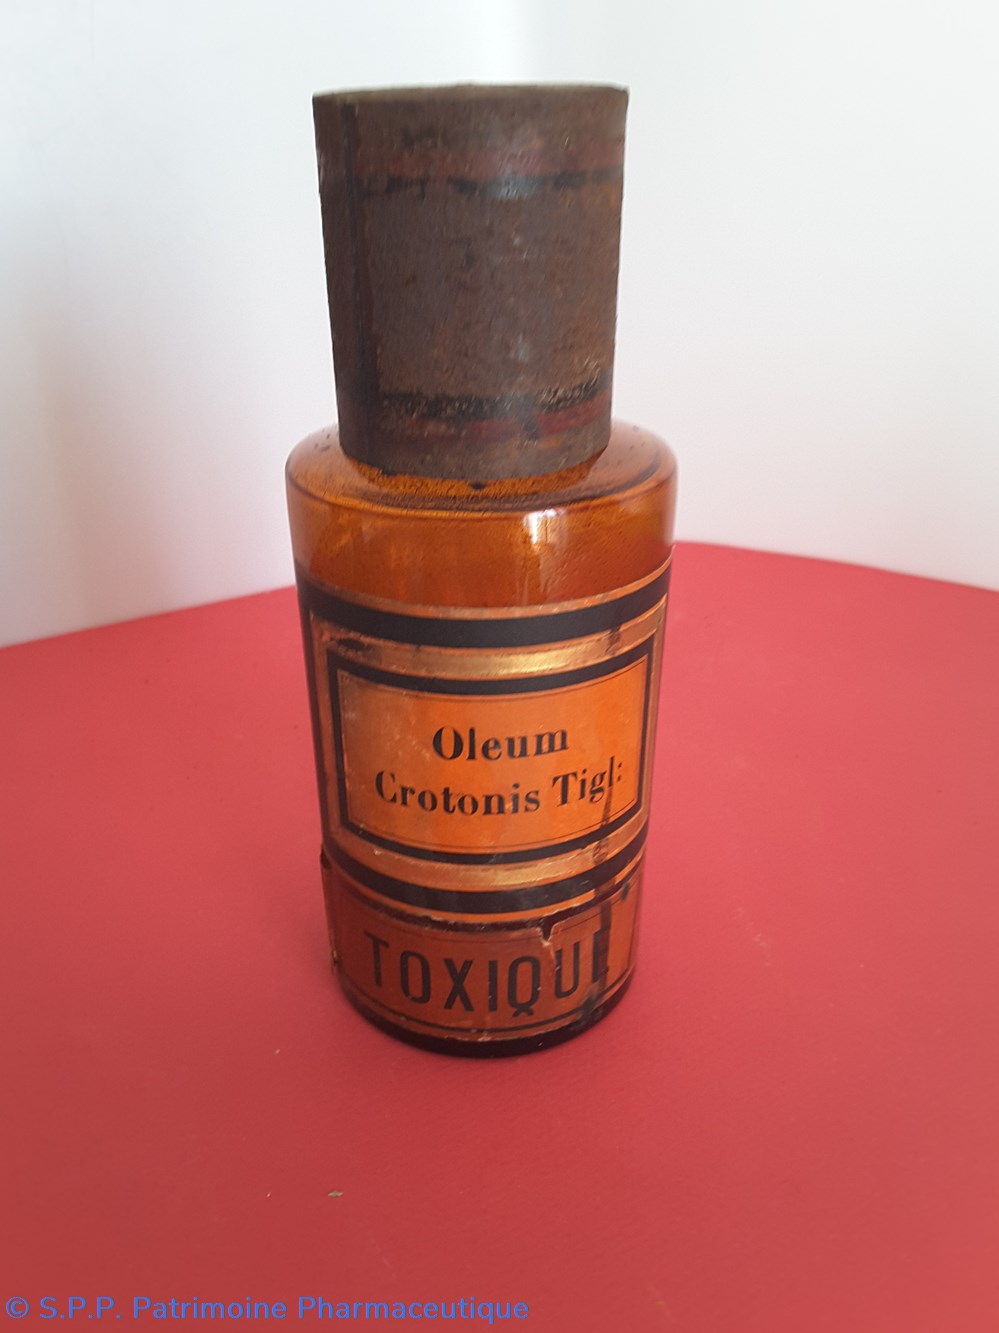 Oleum
Crotonis Tigl:
TOXIQUE
© S.P.P. Patrimoine Pharmaceutique